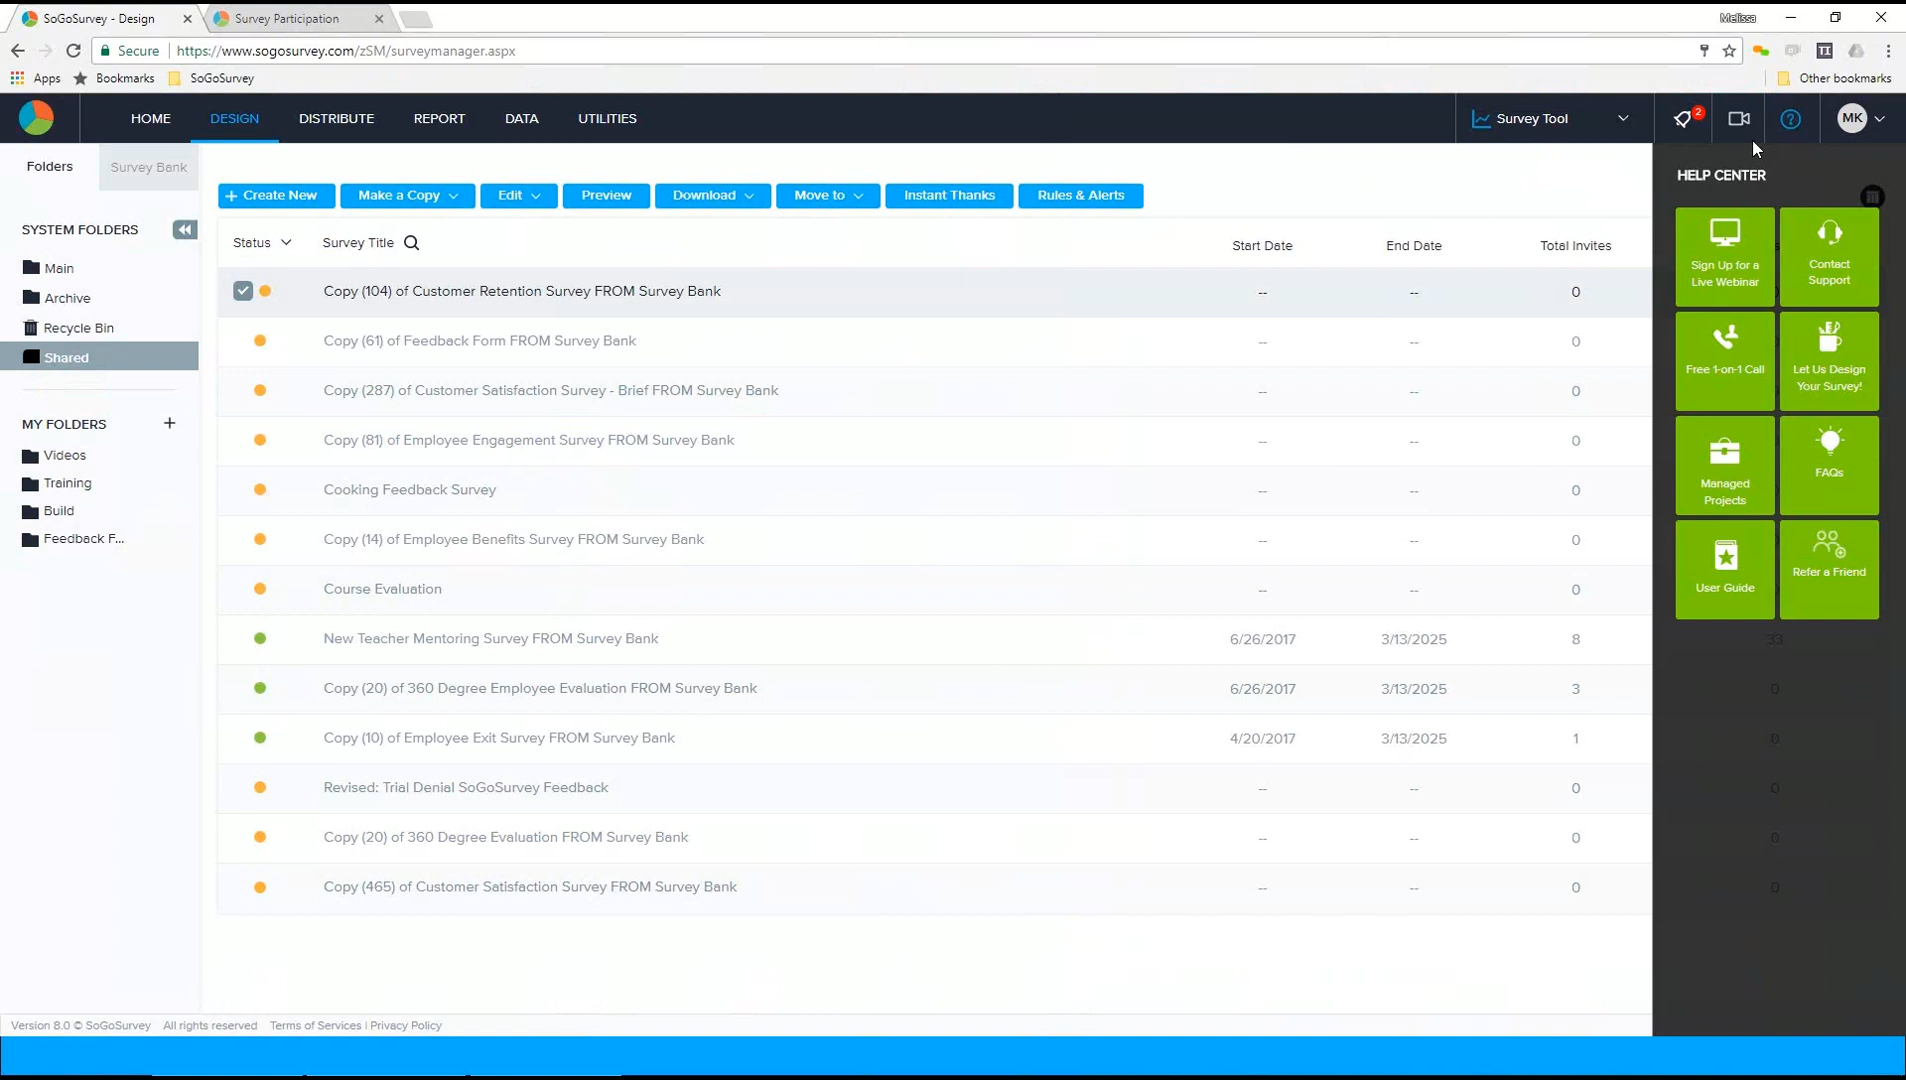 SoGoSurvey - Design
Survey Participation
Melissa
Secure
https://www.sogosurvey.com/zSM/surveymanager.aspx
TI
Apps
Bookmarks
SoGoSurvey
Other bookmarks
HOME
DESIGN
DISTRIBUTE
REPORT
DATA
UTILITIES
Survey Tool
2
?
MK
Folders
Survey Bank
SYSTEM FOLDERS
Main
Archive
Recycle Bin
Shared
MY FOLDERS +
Videos
Training
Build
Feedback F...
+ Create New
Make a Copy
Edit
Preview
Download
Move to
Instant Thanks
Rules & Alerts
Status
Survey Title
Start Date
End Date
Total Invites
Copy (104) of Customer Retention Survey FROM Survey Bank -- -- 0 0
Copy (61) of Feedback Form FROM Survey Bank -- -- 0
Copy (287) of Customer Satisfaction Survey - Brief FROM Survey Bank -- -- 0
Copy (81) of Employee Engagement Survey FROM Survey Bank -- -- 0
Cooking Feedback Survey -- -- 0
Copy (14) of Employee Benefits Survey FROM Survey Bank -- -- 0
Course Evaluation -- -- 0
New Teacher Mentoring Survey FROM Survey Bank 6/26/2017 3/13/2025 8 33
Copy (20) of 360 Degree Employee Evaluation FROM Survey Bank 6/26/2017 3/13/2025 3 0
Copy (10) of Employee Exit Survey FROM Survey Bank 4/20/2017 3/13/2025 1 0
Revised: Trial Denial SoGoSurvey Feedback -- -- 0 0
Copy (20) of 360 Degree Evaluation FROM Survey Bank -- -- 0 0
Copy (465) of Customer Satisfaction Survey FROM Survey Bank -- -- 0 0
HELP CENTER
Sign Up for a
Live Webinar
Contact
Support
Free 1-on-1 Call
Let Us Design
Your Survey!
Managed
Projects
FAQs
User Guide
Refer a Friend
Version 8.0 © SoGoSurvey All rights reserved Terms of Services | Privacy Policy